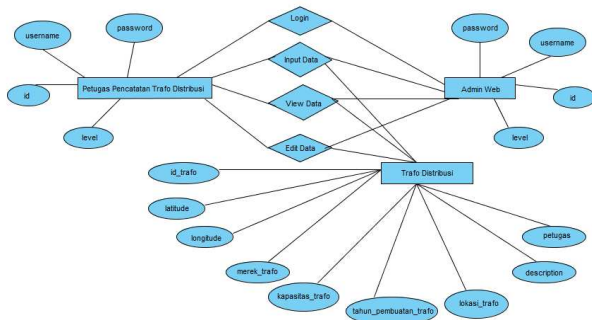 Login
password
username
Input Data
password
username
Petugas Pencatatan Trafo Distribusi
Admin Web
id
View Data
id
level
level
Edit Data
id_trafo
Trafo Distribusi
latitude
longitude
petugas
merek_trafo
description
kapasitas_trafo
tahun_pembuatan_trafo
lokasi_trafo